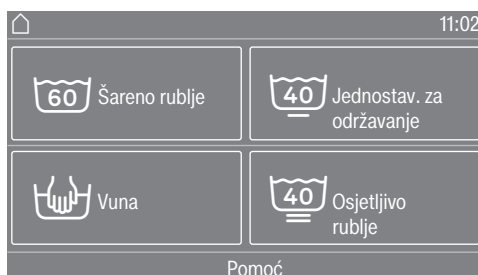 11:02
60 Šareno rublje
40 Jednostav. za
održavanje
Vuna
40 Osjetljivo
rublje
Pomoć